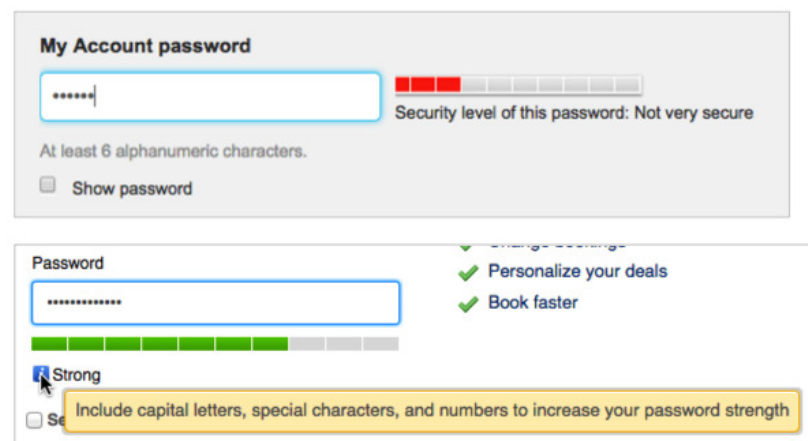 My Account password
••••••
Security level of this password: Not very secure
At least 6 alphanumeric characters.
Show password
Password
•••••••••••••
Personalize your deals
Book faster
Strong
Include capital letters, special characters, and numbers to increase your password strength